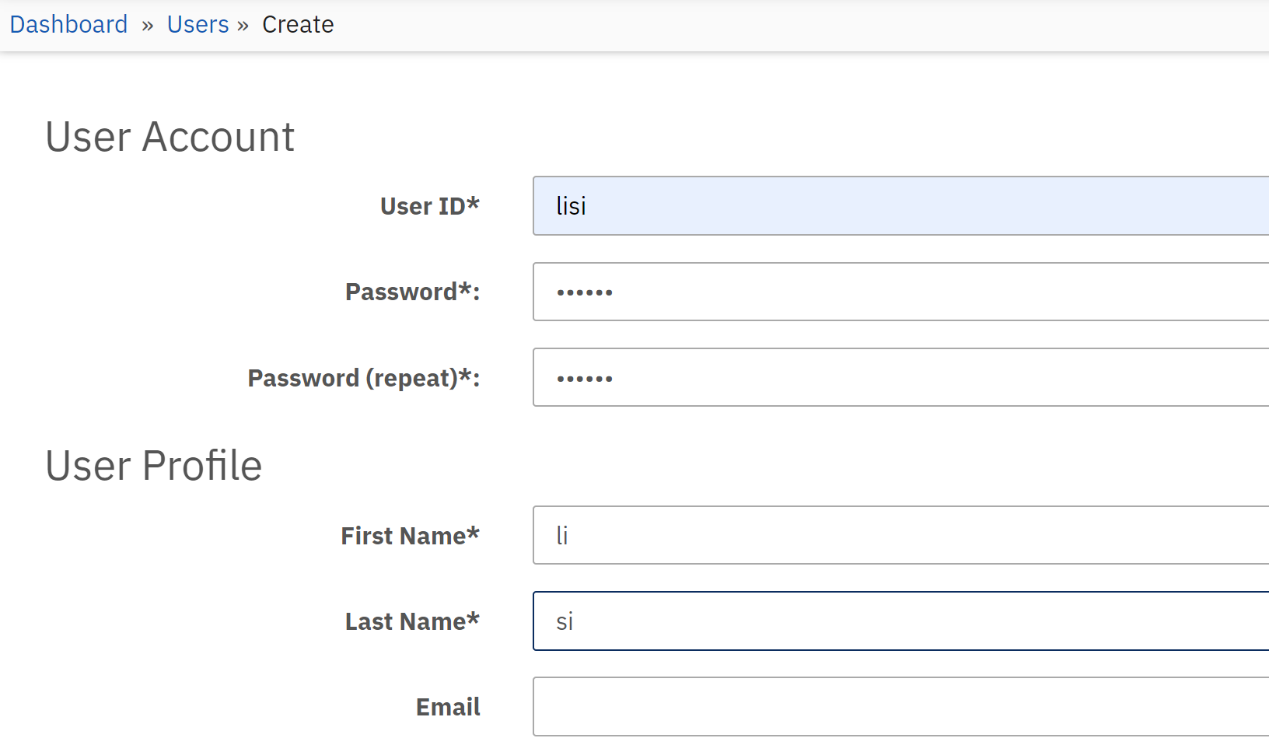 Dashboard » Users » Create
User Account
User ID* lisi
Password*: ••••••
Password (repeat)*: ••••••
User Profile
First Name* li
Last Name* si
Email